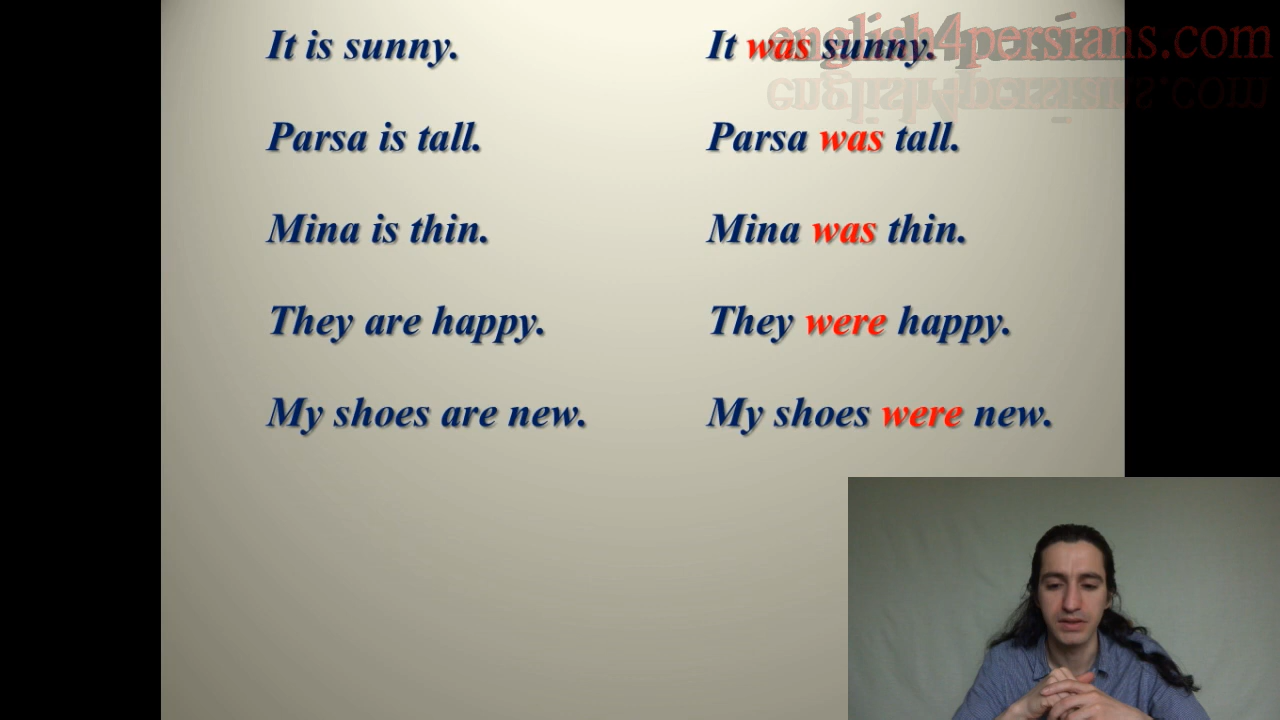 english4persians.com
It is sunny. It was sunny.
Parsa is tall. Parsa was tall.
Mina is thin. Mina was thin.
They are happy. They were happy.
My shoes are new. My shoes were new.